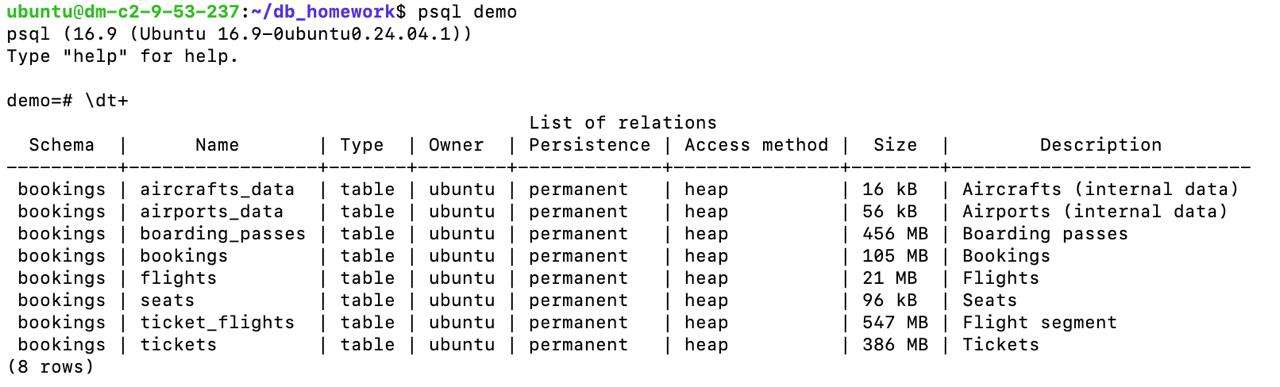 ubuntu@dm-c2-9-53-237:~/db_homework$ psql demo
psql (16.9 (Ubuntu 16.9-0ubuntu0.24.04.1))
Type "help" for help.

demo=# \dt+
                                               List of relations
  Schema  |      Name       | Type  | Owner  | Persistence | Access method |  Size  |        Description
----------+-----------------+-------+--------+-------------+---------------+--------+---------------------------
 bookings | aircrafts_data  | table | ubuntu | permanent   | heap          | 16 kB  | Aircrafts (internal data)
 bookings | airports_data   | table | ubuntu | permanent   | heap          | 56 kB  | Airports (internal data)
 bookings | boarding_passes | table | ubuntu | permanent   | heap          | 456 MB | Boarding passes
 bookings | bookings        | table | ubuntu | permanent   | heap          | 105 MB | Bookings
 bookings | flights         | table | ubuntu | permanent   | heap          | 21 MB  | Flights
 bookings | seats           | table | ubuntu | permanent   | heap          | 96 kB  | Seats
 bookings | ticket_flights  | table | ubuntu | permanent   | heap          | 547 MB | Flight segment
 bookings | tickets         | table | ubuntu | permanent   | heap          | 386 MB | Tickets
(8 rows)